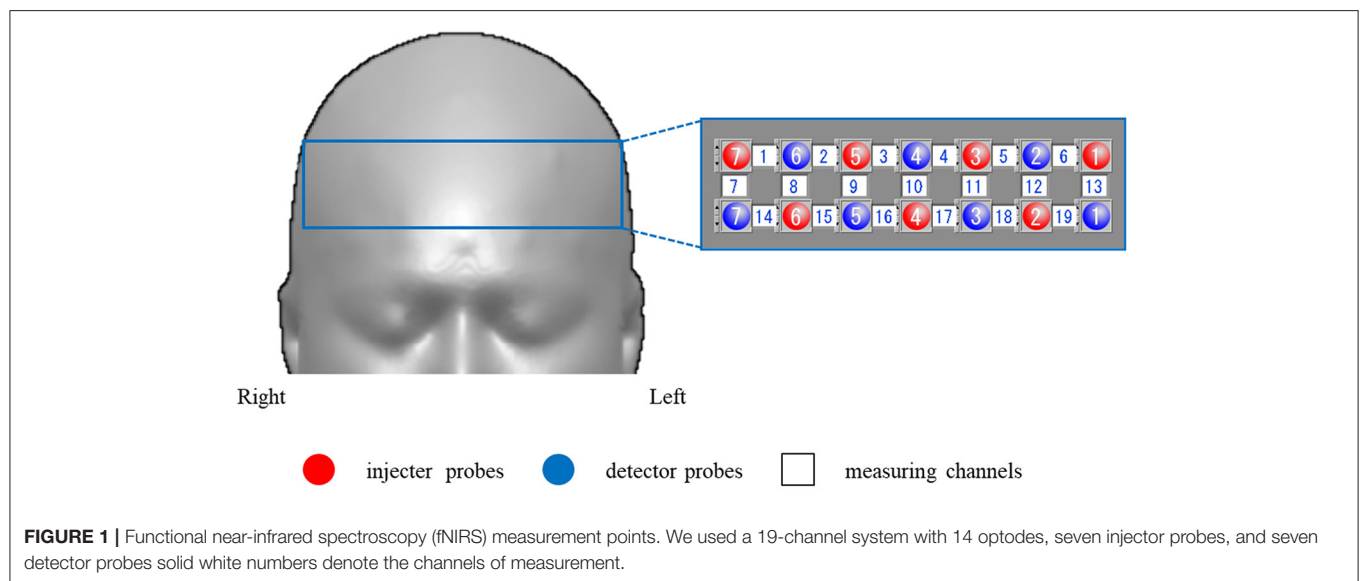 7 1 6 2 5 3 4 4 3 5 2 6 1
7 8 9 10 11 12 13
7 14 6 15 5 16 4 17 3 18 2 19 1
Right Left
injecter probes detector probes measuring channels
FIGURE 1 | Functional near-infrared spectroscopy (fNIRS) measurement points. We used a 19-channel system with 14 optodes, seven injector probes, and seven
detector probes solid white numbers denote the channels of measurement.